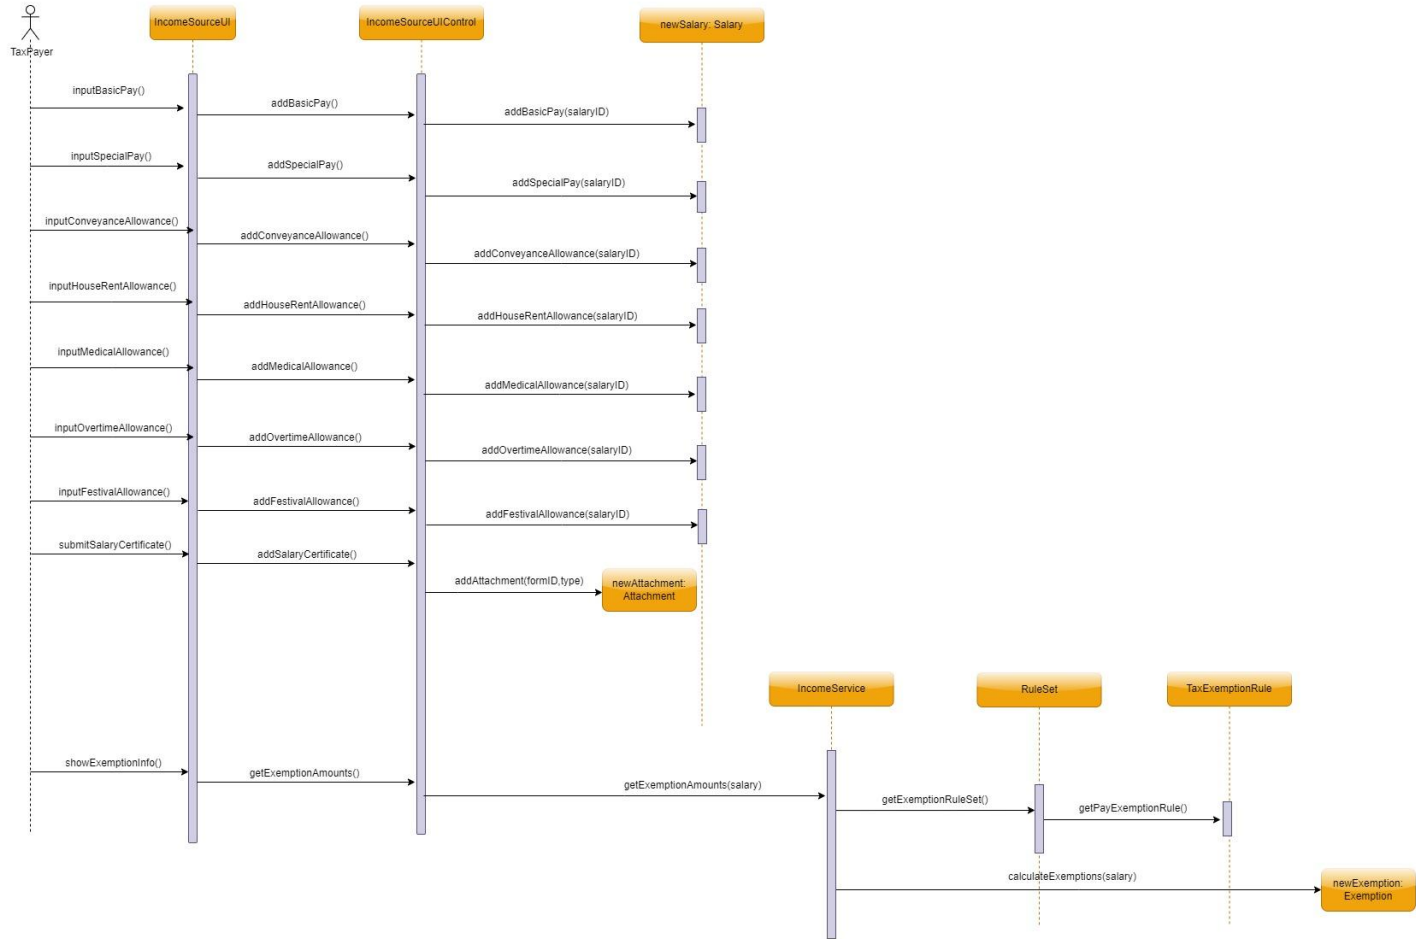 IncomeSourceUI
IncomeSourceUIControl
newSalary: Salary
TaxPayer
inputBasicPay()
addBasicPay()
addBasicPay(salaryID)
inputSpecialPay()
addSpecialPay()
addSpecialPay(salaryID)
inputConveyanceAllowance()
addConveyanceAllowance()
addConveyanceAllowance(salaryID)
inputHouseRentAllowance()
addHouseRentAllowance()
addHouseRentAllowance(salaryID)
inputMedicalAllowance()
addMedicalAllowance()
addMedicalAllowance(salaryID)
inputOvertimeAllowance()
addOvertimeAllowance()
addOvertimeAllowance(salaryID)
inputFestivalAllowance()
addFestivalAllowance()
addFestivalAllowance(salaryID)
submitSalaryCertificate()
addSalaryCertificate()
addAttachment(formID,type)
newAttachment:
Attachment
IncomeService
RuleSet
TaxExemptionRule
showExemptionInfo()
getExemptionAmounts()
getExemptionAmounts(salary)
getExemptionRuleSet()
getPayExemptionRule()
calculateExemptions(salary)
newExemption:
Exemption